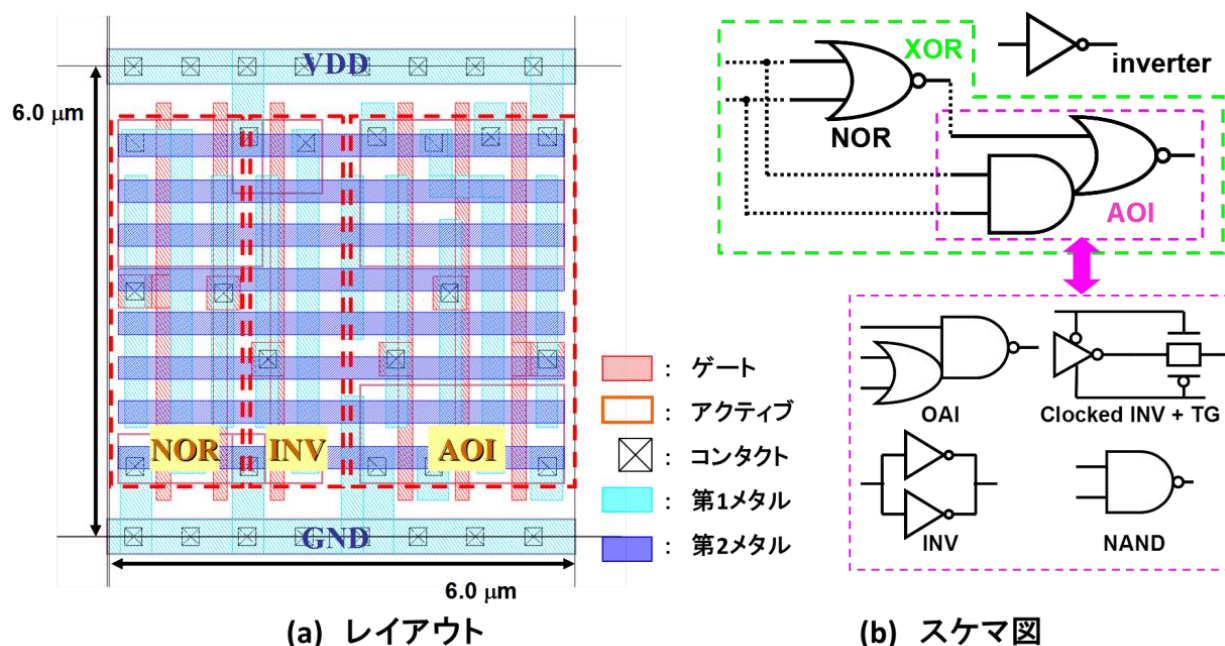 VDD
6.0 μm
NOR
INV
AOI
GND
6.0 μm
: ゲート
: アクティブ
: コンタクト
: 第1メタル
: 第2メタル
(a) レイアウト
XOR
inverter
NOR
AOI
OAI
Clocked INV + TG
INV
NAND
(b) スケマ図